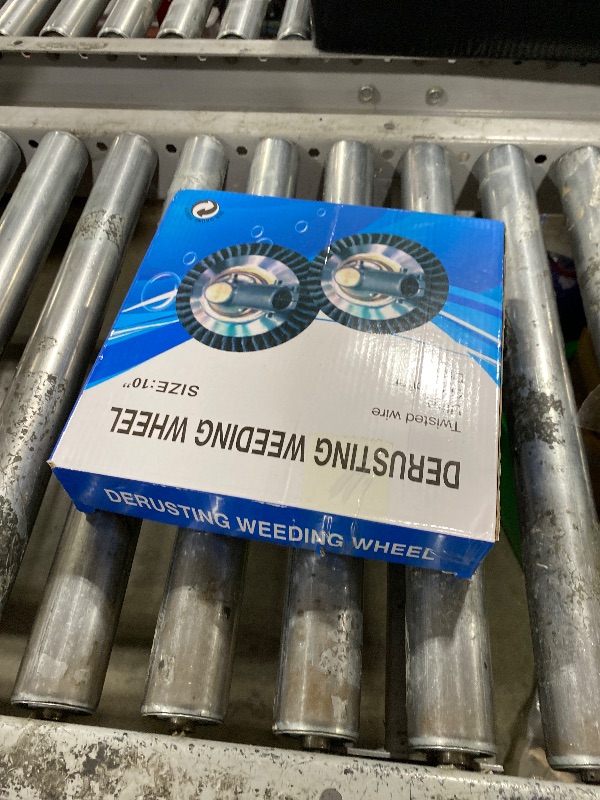 DERUSTING WEEDING WHEEL
SIZE:10"
Twisted wire
DERUSTING WEEDING WHEEL